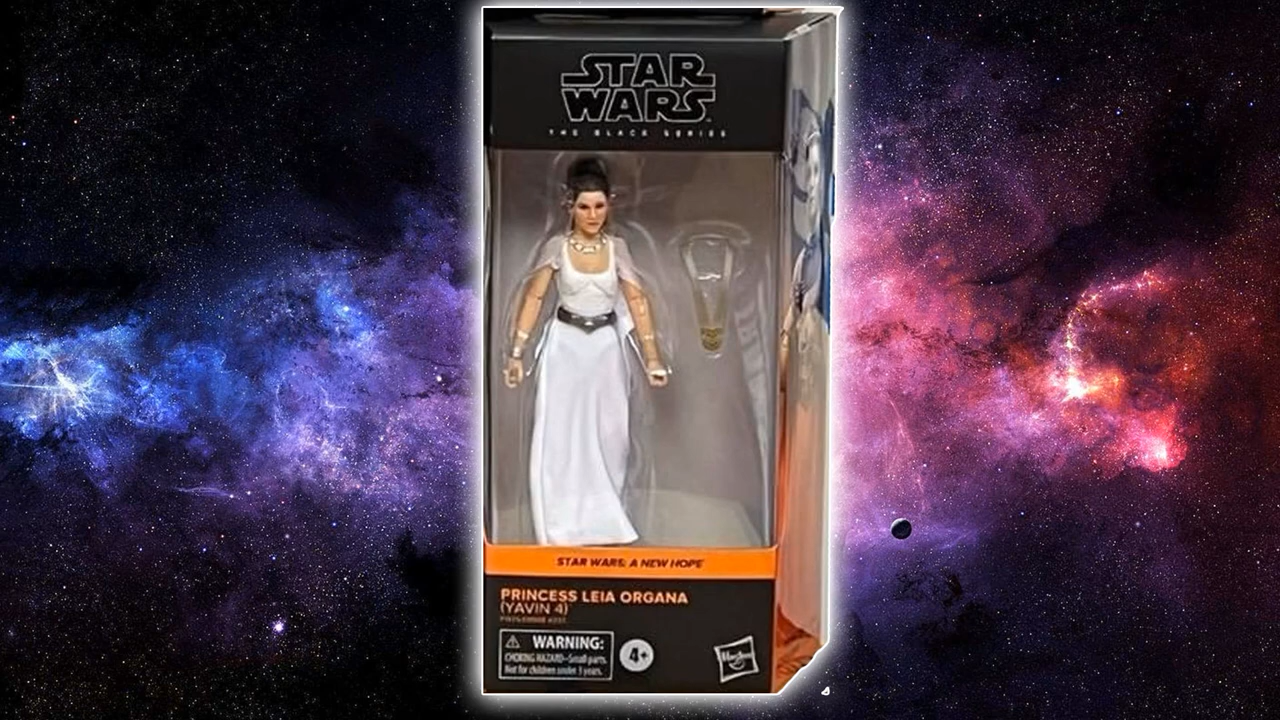 STAR
WARS
THE BLACK SERIES
STAR WARS: A NEW HOPE
PRINCESS LEIA ORGANA
(YAVIN 4)
WARNING:
CHOKING HAZARD–Small parts.
Not for children under 3 years.
4+
Hasbro